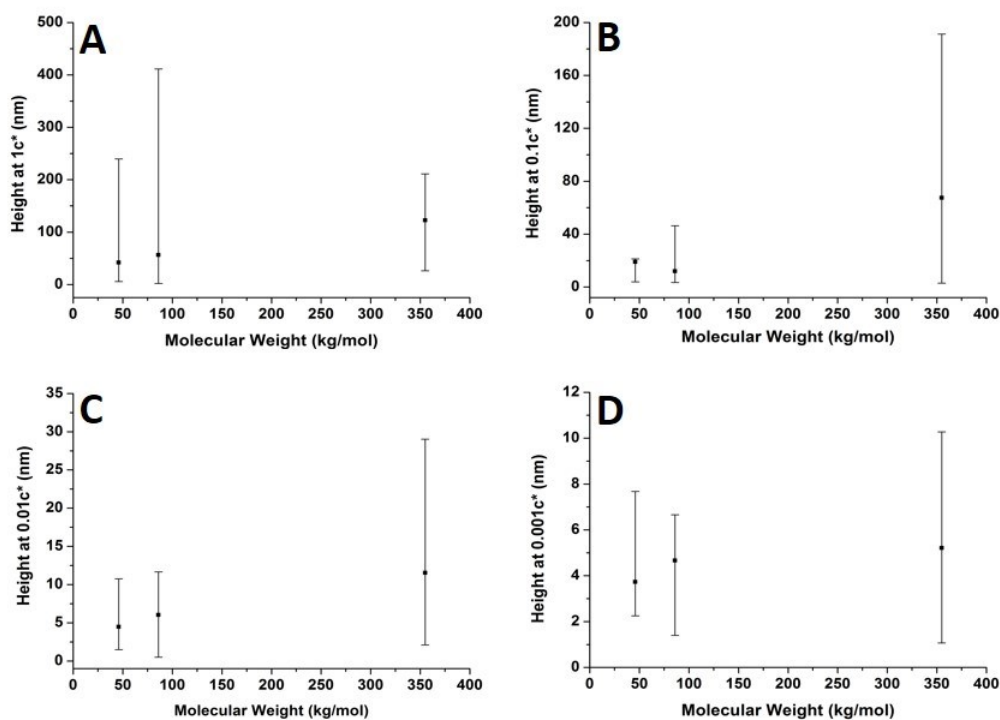 A
Height at 1c* (nm)
500
400
300
200
100
0
0 50 100 150 200 250 300 350 400
Molecular Weight (kg/mol)
B
Height at 0.1c* (nm)
200
160
120
80
40
0
0 50 100 150 200 250 300 350 400
Molecular Weight (kg/mol)
C
Height at 0.01c* (nm)
35
30
25
20
15
10
5
0
0 50 100 150 200 250 300 350 400
Molecular Weight (kg/mol)
D
Height at 0.001c* (nm)
12
10
8
6
4
2
0
0 50 100 150 200 250 300 350 400
Molecular Weight (kg/mol)